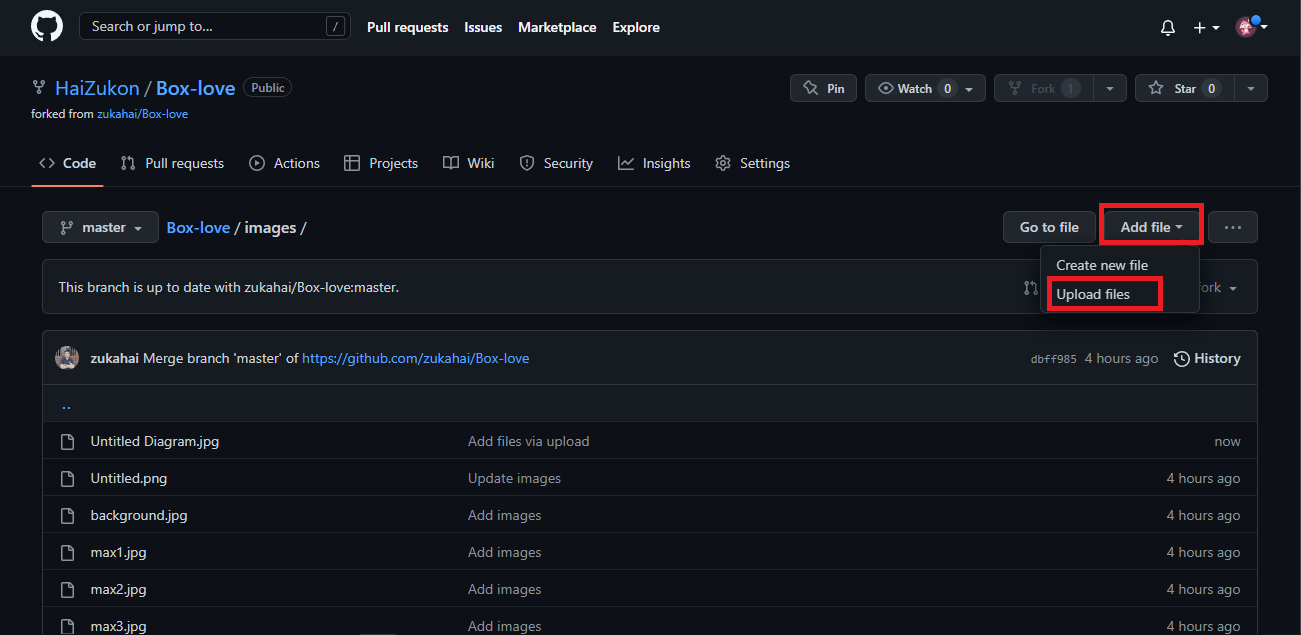 Search or jump to... /
Pull requests Issues Marketplace Explore
HaiZukon / Box-love Public
Pin Watch 0 Fork 1 Star 0
forked from zukahai/Box-love
Code Pull requests Actions Projects Wiki Security Insights Settings
master Box-love / images / Go to file Add file ...
Create new file
This branch is up to date with zukahai/Box-love:master.
Upload files
zukahai Merge branch 'master' of https://github.com/zukahai/Box-love dbff985 4 hours ago History
..
Untitled Diagram.jpg Add files via upload now
Untitled.png Update images 4 hours ago
background.jpg Add images 4 hours ago
max1.jpg Add images 4 hours ago
max2.jpg Add images 4 hours ago
max3.jpg Add images 4 hours ago